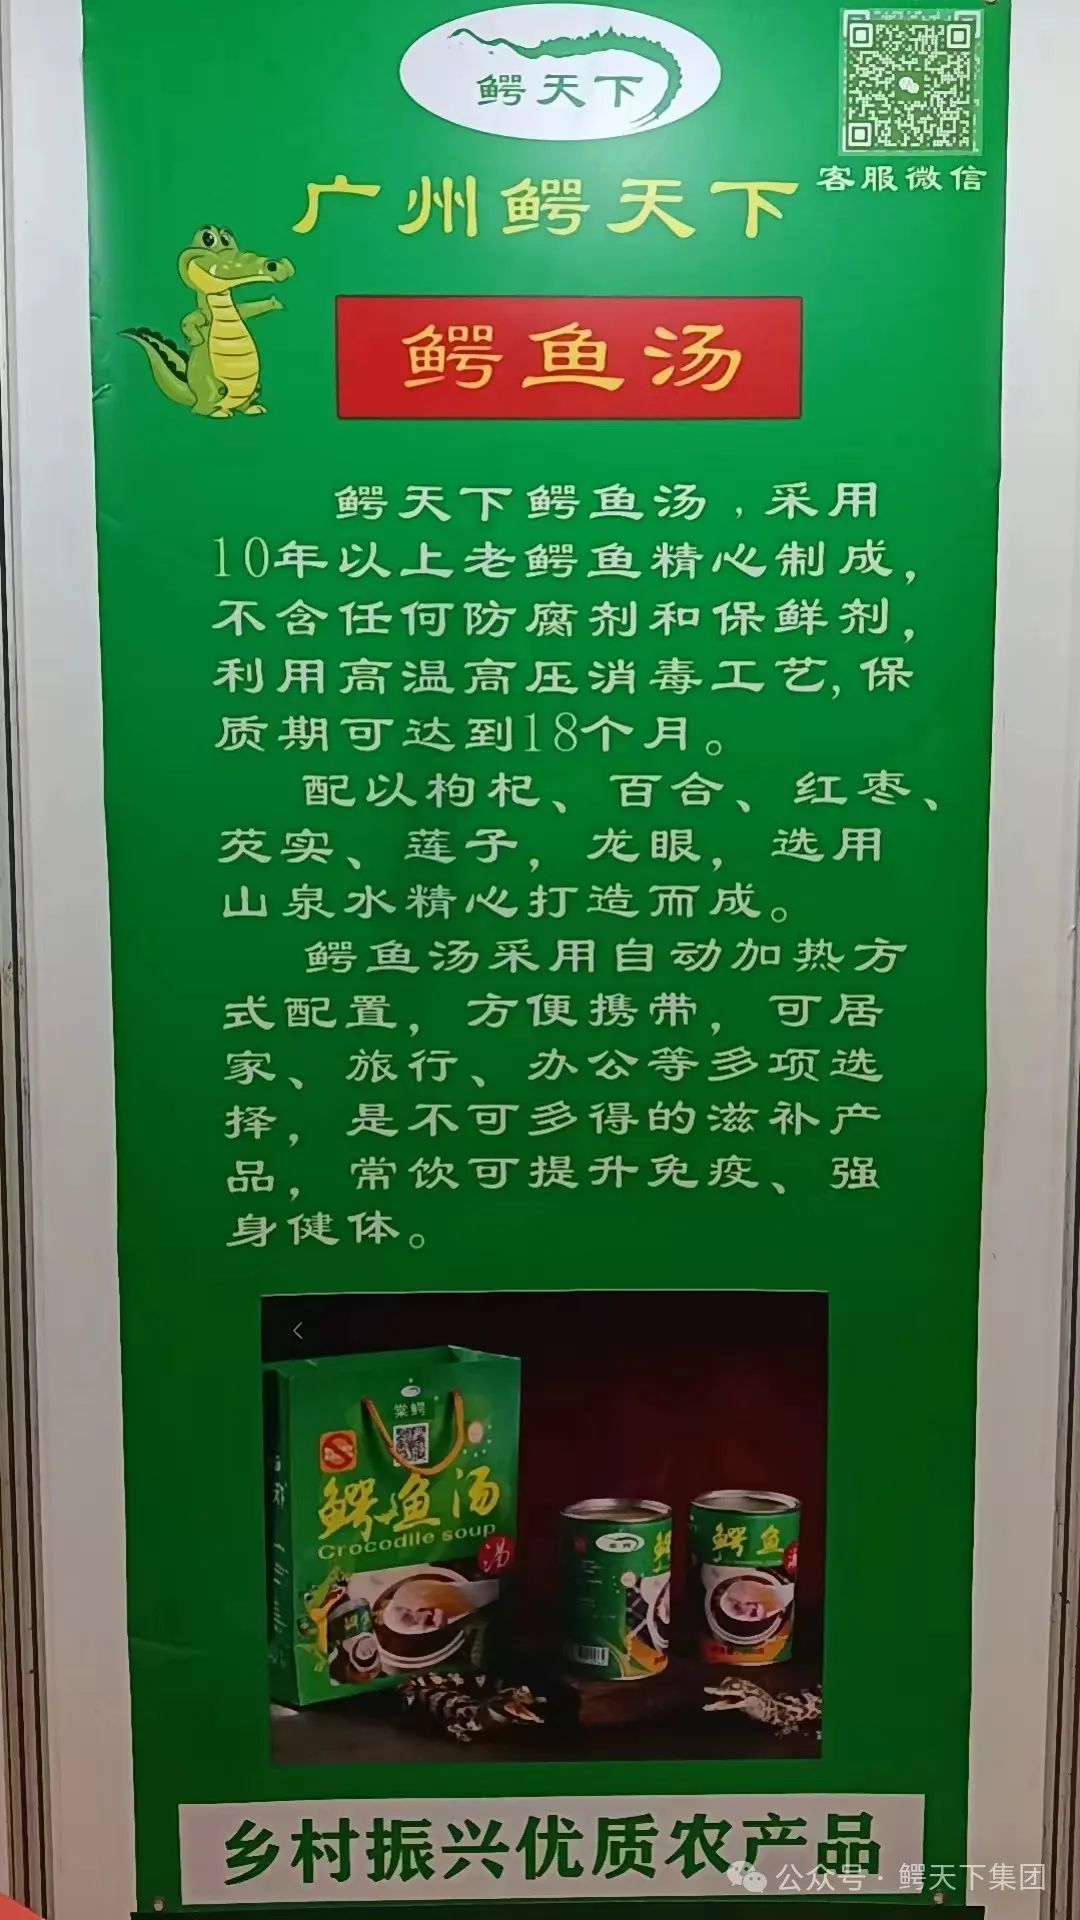 鳄天下
客服微信
广州鳄天下
鳄鱼汤
鳄天下鳄鱼汤，采用
10年以上老鳄鱼精心制成，
不含任何防腐剂和保鲜剂，
利用高温高压消毒工艺,保
质期可达到18个月。
配以枸杞、百合、红枣、
芡实、莲子，龙眼，选用
山泉水精心打造而成。
鳄鱼汤采用自动加热方
式配置，方便携带，可居
家、旅行、办公等多项选
择，是不可多得的滋补产
品，常饮可提升免疫、强
身健体。
棠鳄
鳄鱼汤
Crocodile soup
汤
鳄鱼
乡村振兴优质农产品
公众号·鳄天下集团